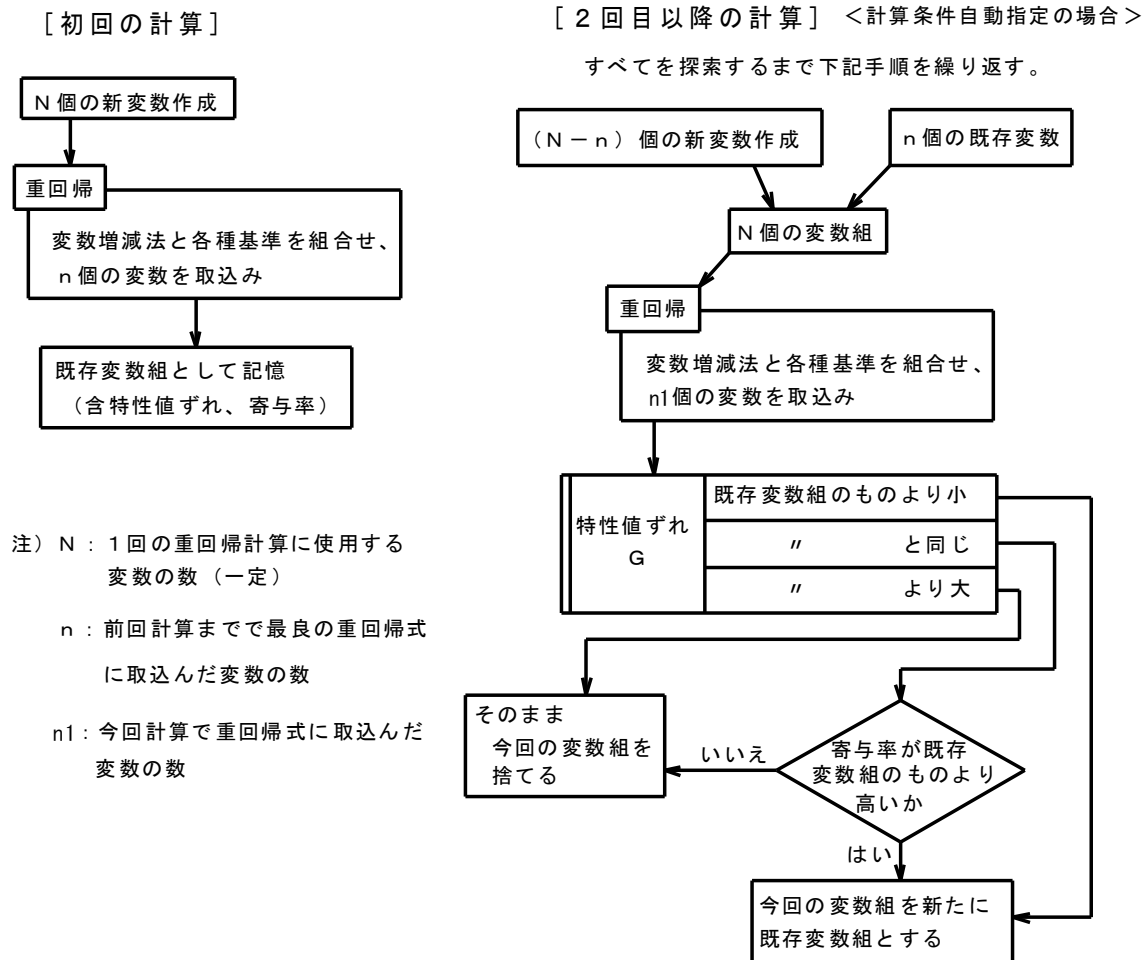 [初回の計算]
N個の新変数作成
重回帰
変数増減法と各種基準を組合せ、
n個の変数を取込み
既存変数組として記憶
(含特性値ずれ、寄与率)
注) N : 1回の重回帰計算に使用する
変数の数 (一定)
n : 前回計算までで最良の重回帰式
に取込んだ変数の数
n1 : 今回計算で重回帰式に取込んだ
変数の数
[2回目以降の計算] <計算条件自動指定の場合>
すべてを探索するまで下記手順を繰り返す。
(N-n) 個の新変数作成
n個の既存変数
N個の変数組
重回帰
変数増減法と各種基準を組合せ、
n1個の変数を取込み
特性値ずれ
G
既存変数組のものより小
〃 と同じ
〃 より大
そのまま
今回の変数組を
捨てる
いいえ
寄与率が既存
変数組のものより
高いか
はい
今回の変数組を新たに
既存変数組とする